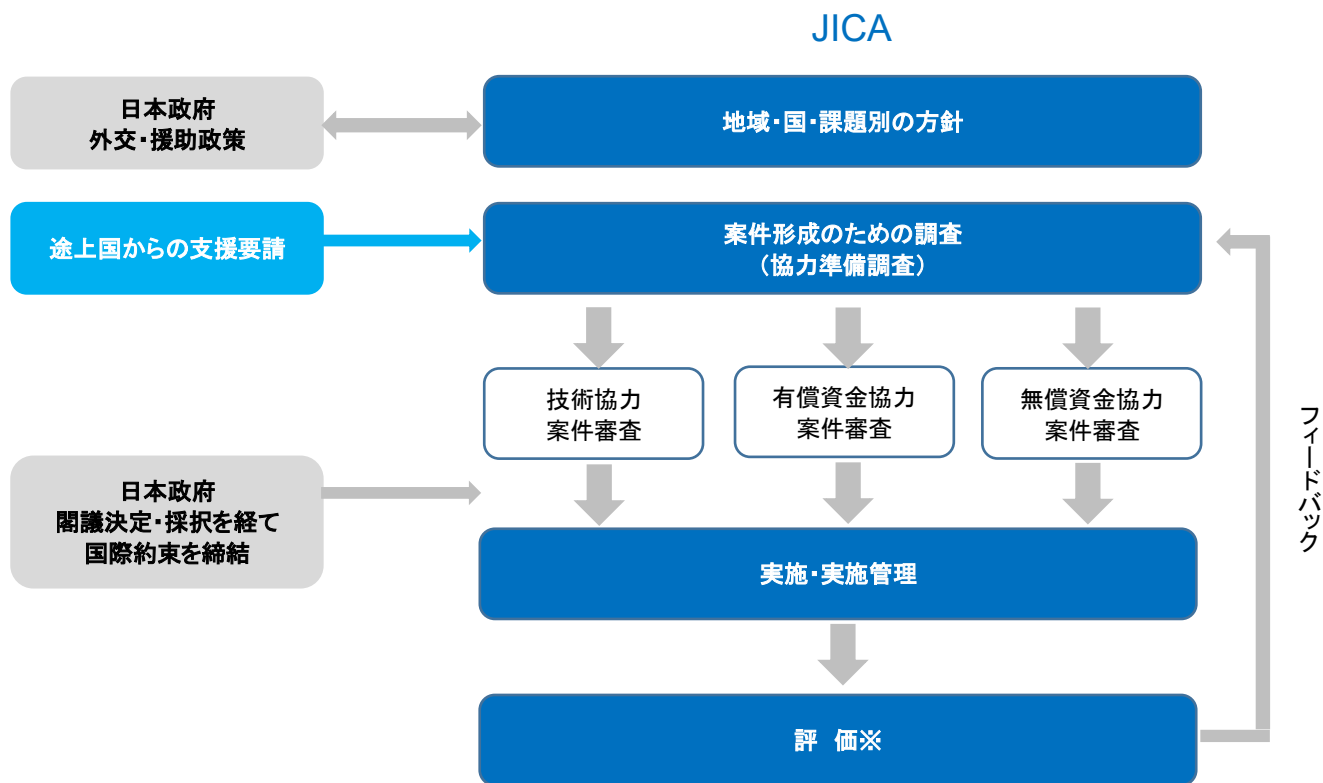 JICA
日本政府
外交・援助政策
地域・国・課題別の方針
途上国からの支援要請
案件形成のための調査
（協力準備調査）
技術協力
案件審査
有償資金協力
案件審査
無償資金協力
案件審査
日本政府
閣議決定・採択を経て
国際約束を締結
実施・実施管理
評　価※
フィードバック